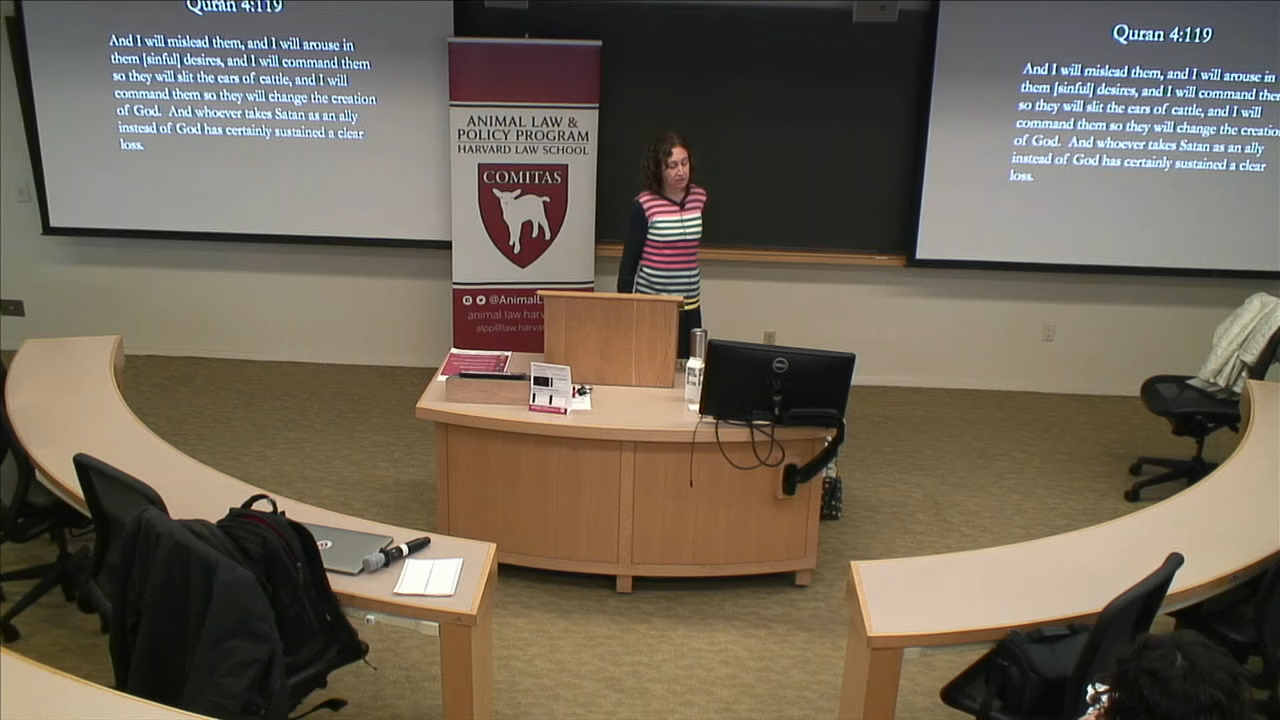 Quran 4:119
And I will mislead them, and I will arouse in
them [sinful] desires, and I will command them
so they will slit the ears of cattle, and I will
command them so they will change the creation
of God. And whoever takes Satan as an ally
instead of God has certainly sustained a clear
loss.
ANIMAL LAW &
POLICY PROGRAM
HARVARD LAW SCHOOL
COMITAS
@AnimalL
animal.law.harv
alpp@law.harvar
Quran 4:119
And I will mislead them, and I will arouse in
them [sinful] desires, and I will command them
so they will slit the ears of cattle, and I will
command them so they will change the creation
of God. And whoever takes Satan as an ally
instead of God has certainly sustained a clear
loss.
DELL